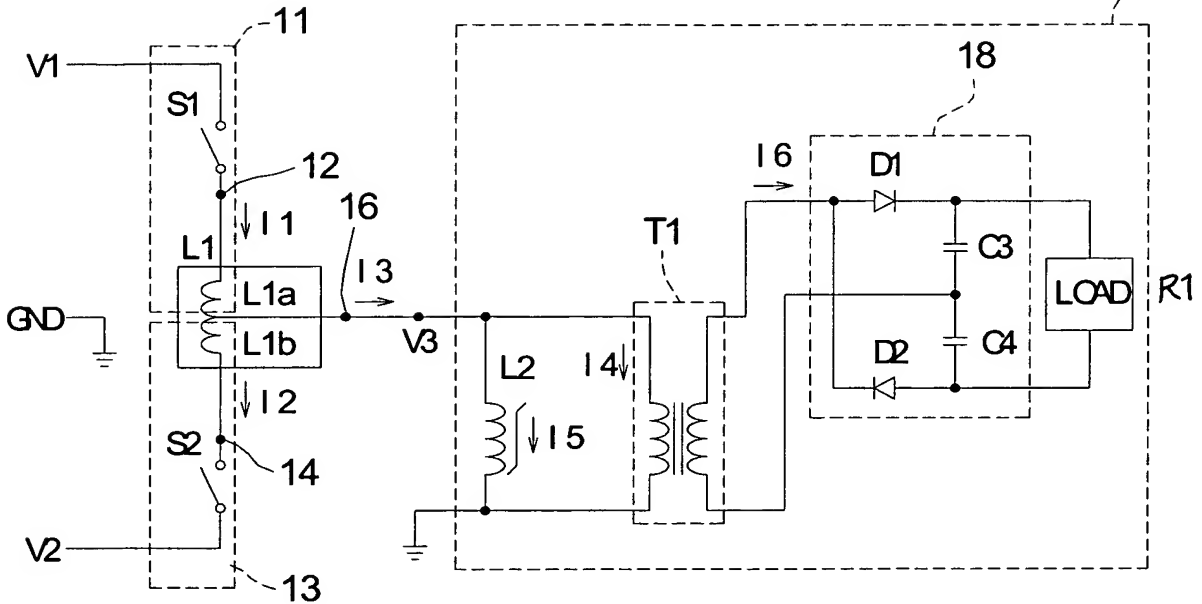 11
V1
S1
12
I1
L1
L1a
16
I3
GND
L1b
V3
I2
S2
14
V2
13
18
I6
D1
T1
C3
LOAD
R1
L2
I4
D2
C4
I5